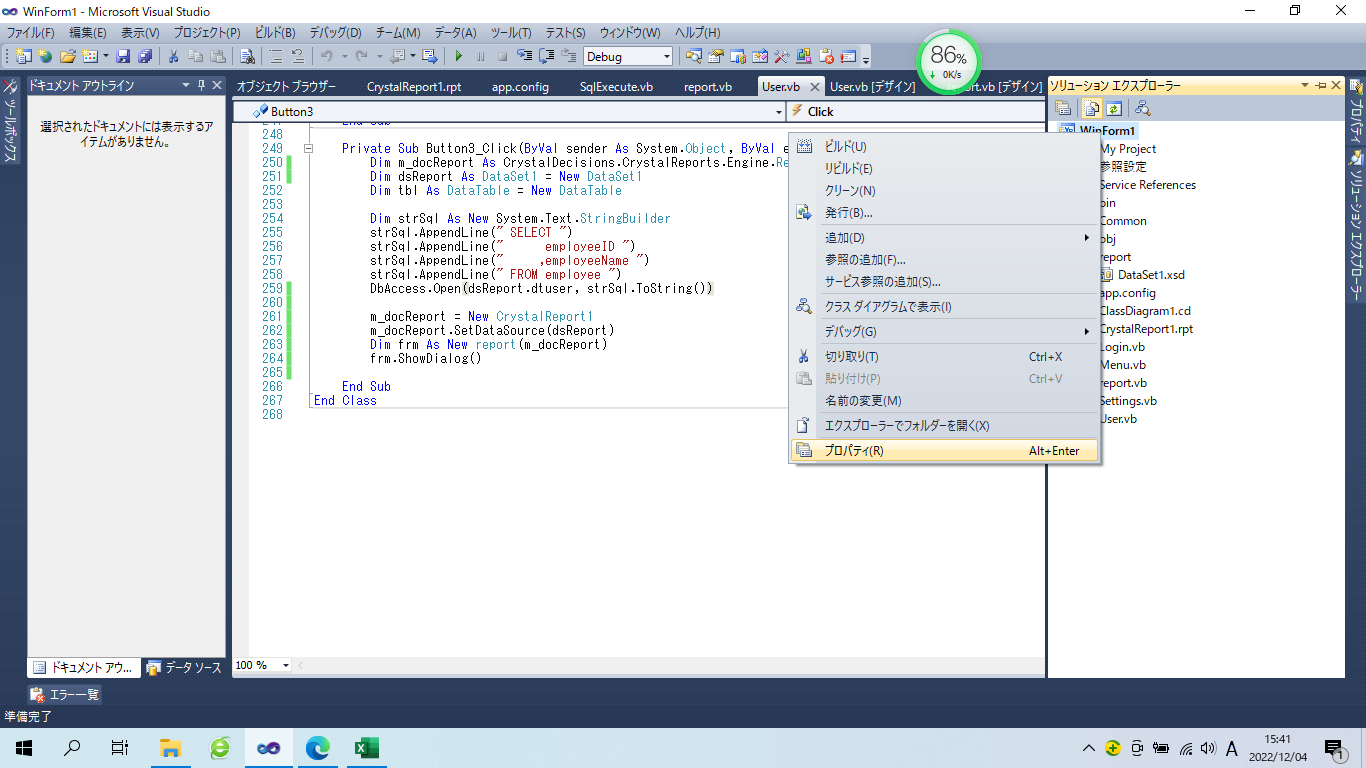 WinForm1 - Microsoft Visual Studio
ファイル(F) 編集(E) 表示(V) プロジェクト(P) ビルド(B) デバッグ(D) チーム(M) データ(A) ツール(T) テスト(S) ウィンドウ(W) ヘルプ(H)
Debug
86%
0K/s
ツールボックス
ドキュメント アウトライン
選択されたドキュメントには表示するア
イテムがありません。
ドキュメント アウ... データ ソース
オブジェクト ブラウザー CrystalReport1.rpt app.config SqlExecute.vb report.vb User.vb User.vb [デザイン] ort.vb [デザイン]
Button3 Click
End Sub
248
249 Private Sub Button3_Click(ByVal sender As System.Object, ByVal e
250 Dim m_docReport As CrystalDecisions.CrystalReports.Engine.Re
251 Dim dsReport As DataSet1 = New DataSet1
252 Dim tbl As DataTable = New DataTable
253
254 Dim strSql As New System.Text.StringBuilder
255 strSql.AppendLine(" SELECT ")
256 strSql.AppendLine("     employeeID ")
257 strSql.AppendLine("    ,employeeName ")
258 strSql.AppendLine(" FROM employee ")
259 DbAccess.Open(dsReport.dtuser, strSql.ToString())
260
261 m_docReport = New CrystalReport1
262 m_docReport.SetDataSource(dsReport)
263 Dim frm As New report(m_docReport)
264 frm.ShowDialog()
265
266 End Sub
267 End Class
268
100 %
ビルド(U)
リビルド(E)
クリーン(N)
発行(B)...
追加(D)
参照の追加(F)...
サービス参照の追加(S)...
クラス ダイアグラムで表示(I)
デバッグ(G)
切り取り(T) Ctrl+X
貼り付け(P) Ctrl+V
名前の変更(M)
エクスプローラーでフォルダーを開く(X)
プロパティ(R) Alt+Enter
ソリューション エクスプローラー
WinForm1
My Project
参照設定
Service References
bin
Common
obj
report
DataSet1.xsd
app.config
ClassDiagram1.cd
CrystalReport1.rpt
Login.vb
Menu.vb
report.vb
Settings.vb
User.vb
プロパティ
ソリューション エクスプローラー
エラー一覧
準備完了
A
15:41
2022/12/04
1